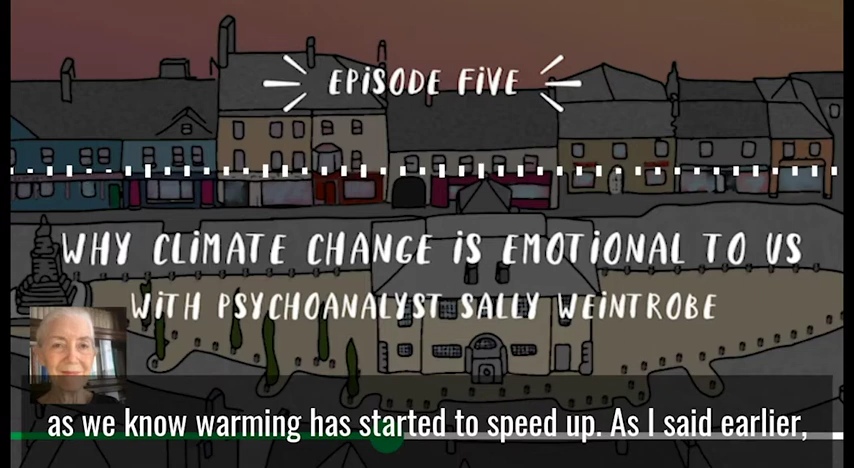 EPISODE FIVE
WHY CLIMATE CHANGE IS EMOTIONAL TO US
WITH PSYCHOANALYST SALLY WEINTROBE
as we know warming has started to speed up. As I said earlier,